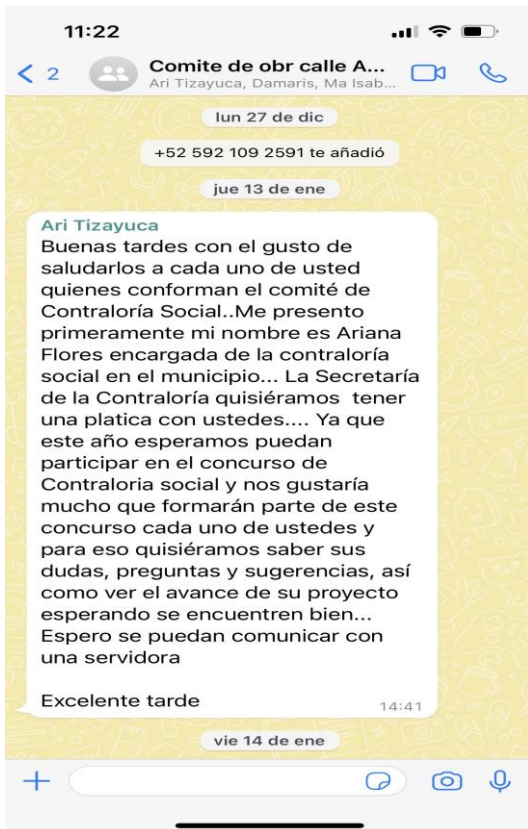 11:22
2
Comite de obr calle A...
Ari Tizayuca, Damaris, Ma Isab...
lun 27 de dic
+52 592 109 2591 te añadió
jue 13 de ene
Ari Tizayuca
Buenas tardes con el gusto de
saludarlos a cada uno de usted
quienes conforman el comité de
Contraloría Social..Me presento
primeramente mi nombre es Ariana
Flores encargada de la contraloría
social en el municipio... La Secretaría
de la Contraloría quisiéramos tener
una platica con ustedes.... Ya que
este año esperamos puedan
participar en el concurso de
Contraloria social y nos gustaría
mucho que formarán parte de este
concurso cada uno de ustedes y
para eso quisiéramos saber sus
dudas, preguntas y sugerencias, así
como ver el avance de su proyecto
esperando se encuentren bien...
Espero se puedan comunicar con
una servidora
Excelente tarde
14:41
vie 14 de ene